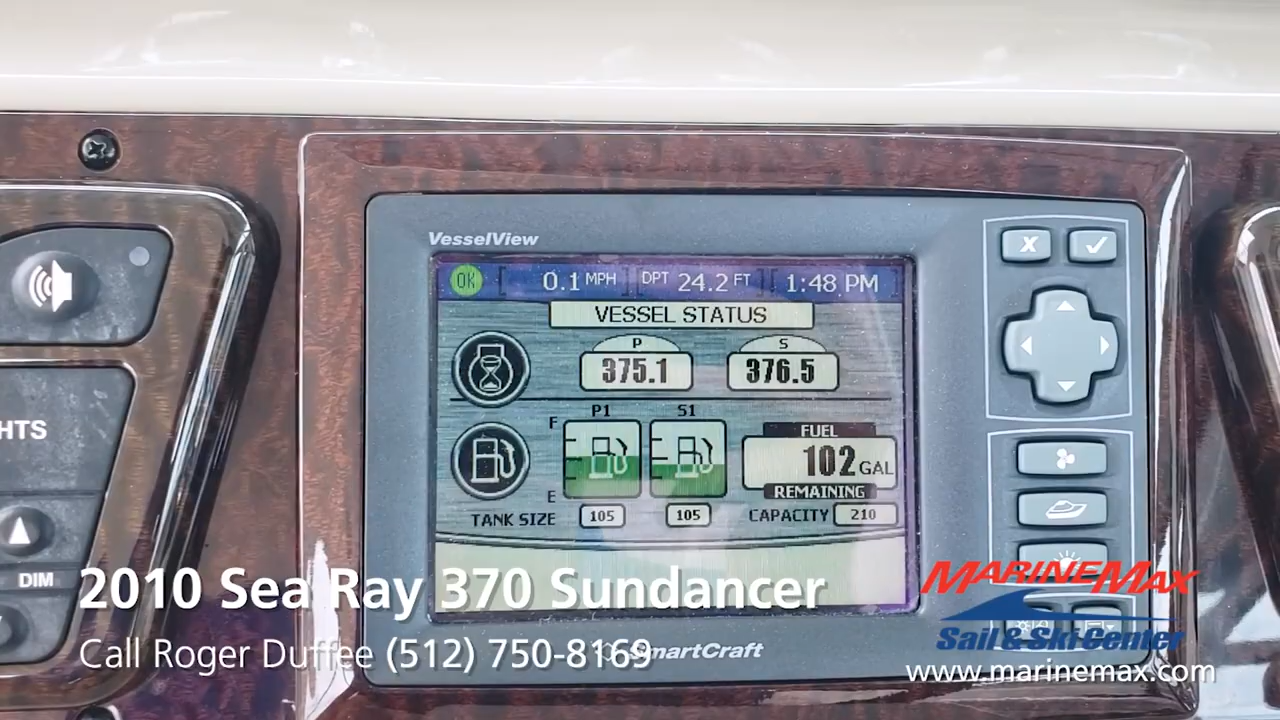 VesselView
OK 0.1 MPH DPT 24.2 FT 1:48 PM
VESSEL STATUS
P S
375.1 376.5
P1 S1
F
FUEL
102 GAL
REMAINING
E
TANK SIZE 105 105 CAPACITY 210
HTS
DIM
X
2010 Sea Ray 370 Sundancer
Call Roger Duffee (512) 750-8169
SmartCraft
MARINEMAX
Sail & Ski Center
www.marinemax.com